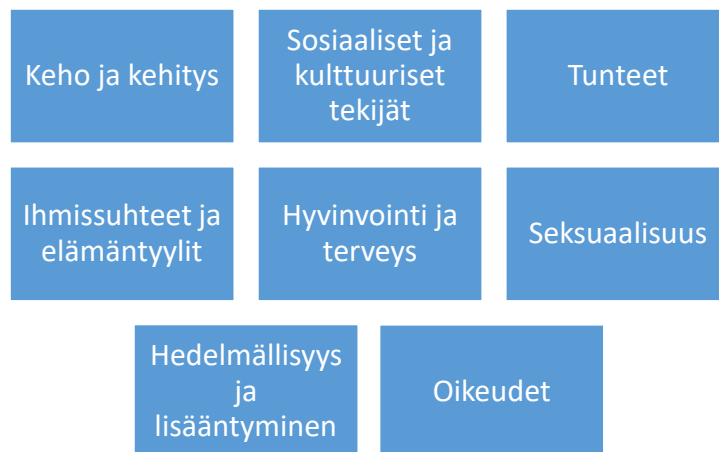 Keho ja kehitys
Sosiaaliset ja
kulttuuriset
tekijät
Tunteet
Ihmissuhteet ja
elämäntyylit
Hyvinvointi ja
terveys
Seksuaalisuus
Hedelmällisyys
ja
lisääntyminen
Oikeudet